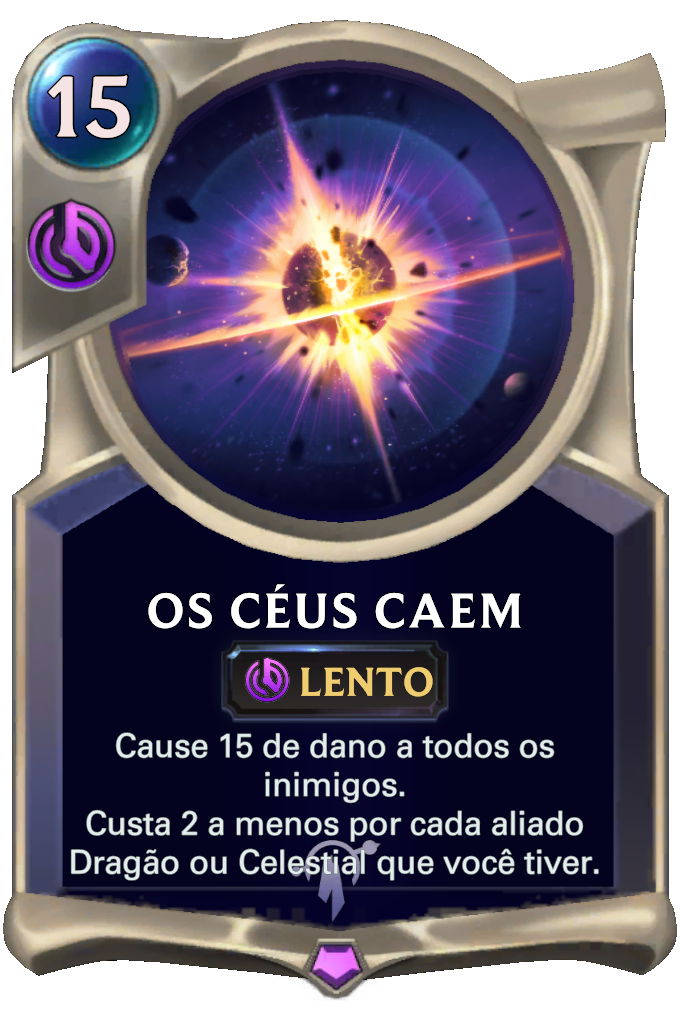 15
OS CÉUS CAEM
LENTO
Cause 15 de dano a todos os
inimigos.
Custa 2 a menos por cada aliado
Dragão ou Celestial que você tiver.